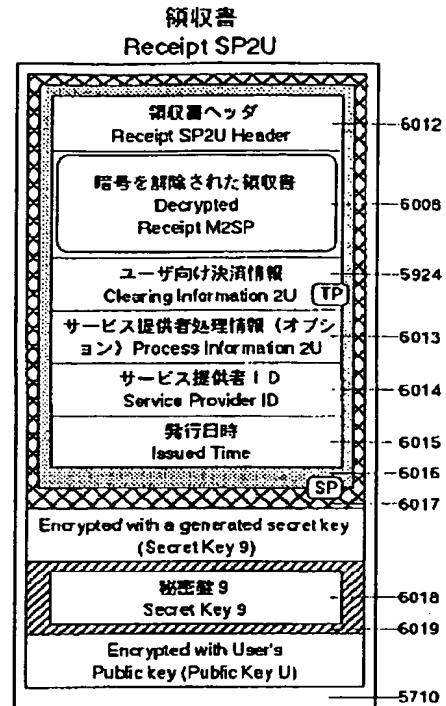 領収書
Receipt SP2U
領収書ヘッダ
Receipt SP2U Header
6012
暗号を解除された領収書
Decrypted
Receipt M2SP
6008
ユーザ向け決済情報
Clearing Information 2U
TP
5924
サービス提供者処理情報（オプシ
ョン）Process Information 2U
6013
サービス提供者ID
Service Provider ID
6014
発行日時
Issued Time
6015
6016
SP
6017
Encrypted with a generated secret key
(Secret Key 9)
秘密鍵9
Secret Key 9
6018
6019
Encrypted with User's
Public key (Public Key U)
5710